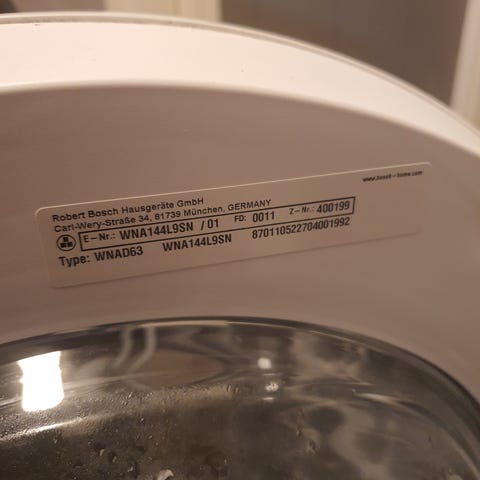 www.bosch-home.com
Robert Bosch Hausgeräte GmbH
Carl-Wery-Straße 34, 81739 München, GERMANY
E-Nr.: WNA144L9SN /01 FD: 0011 Z-Nr.: 400199
Type: WNAD63 WNA144L9SN 870110522704001992